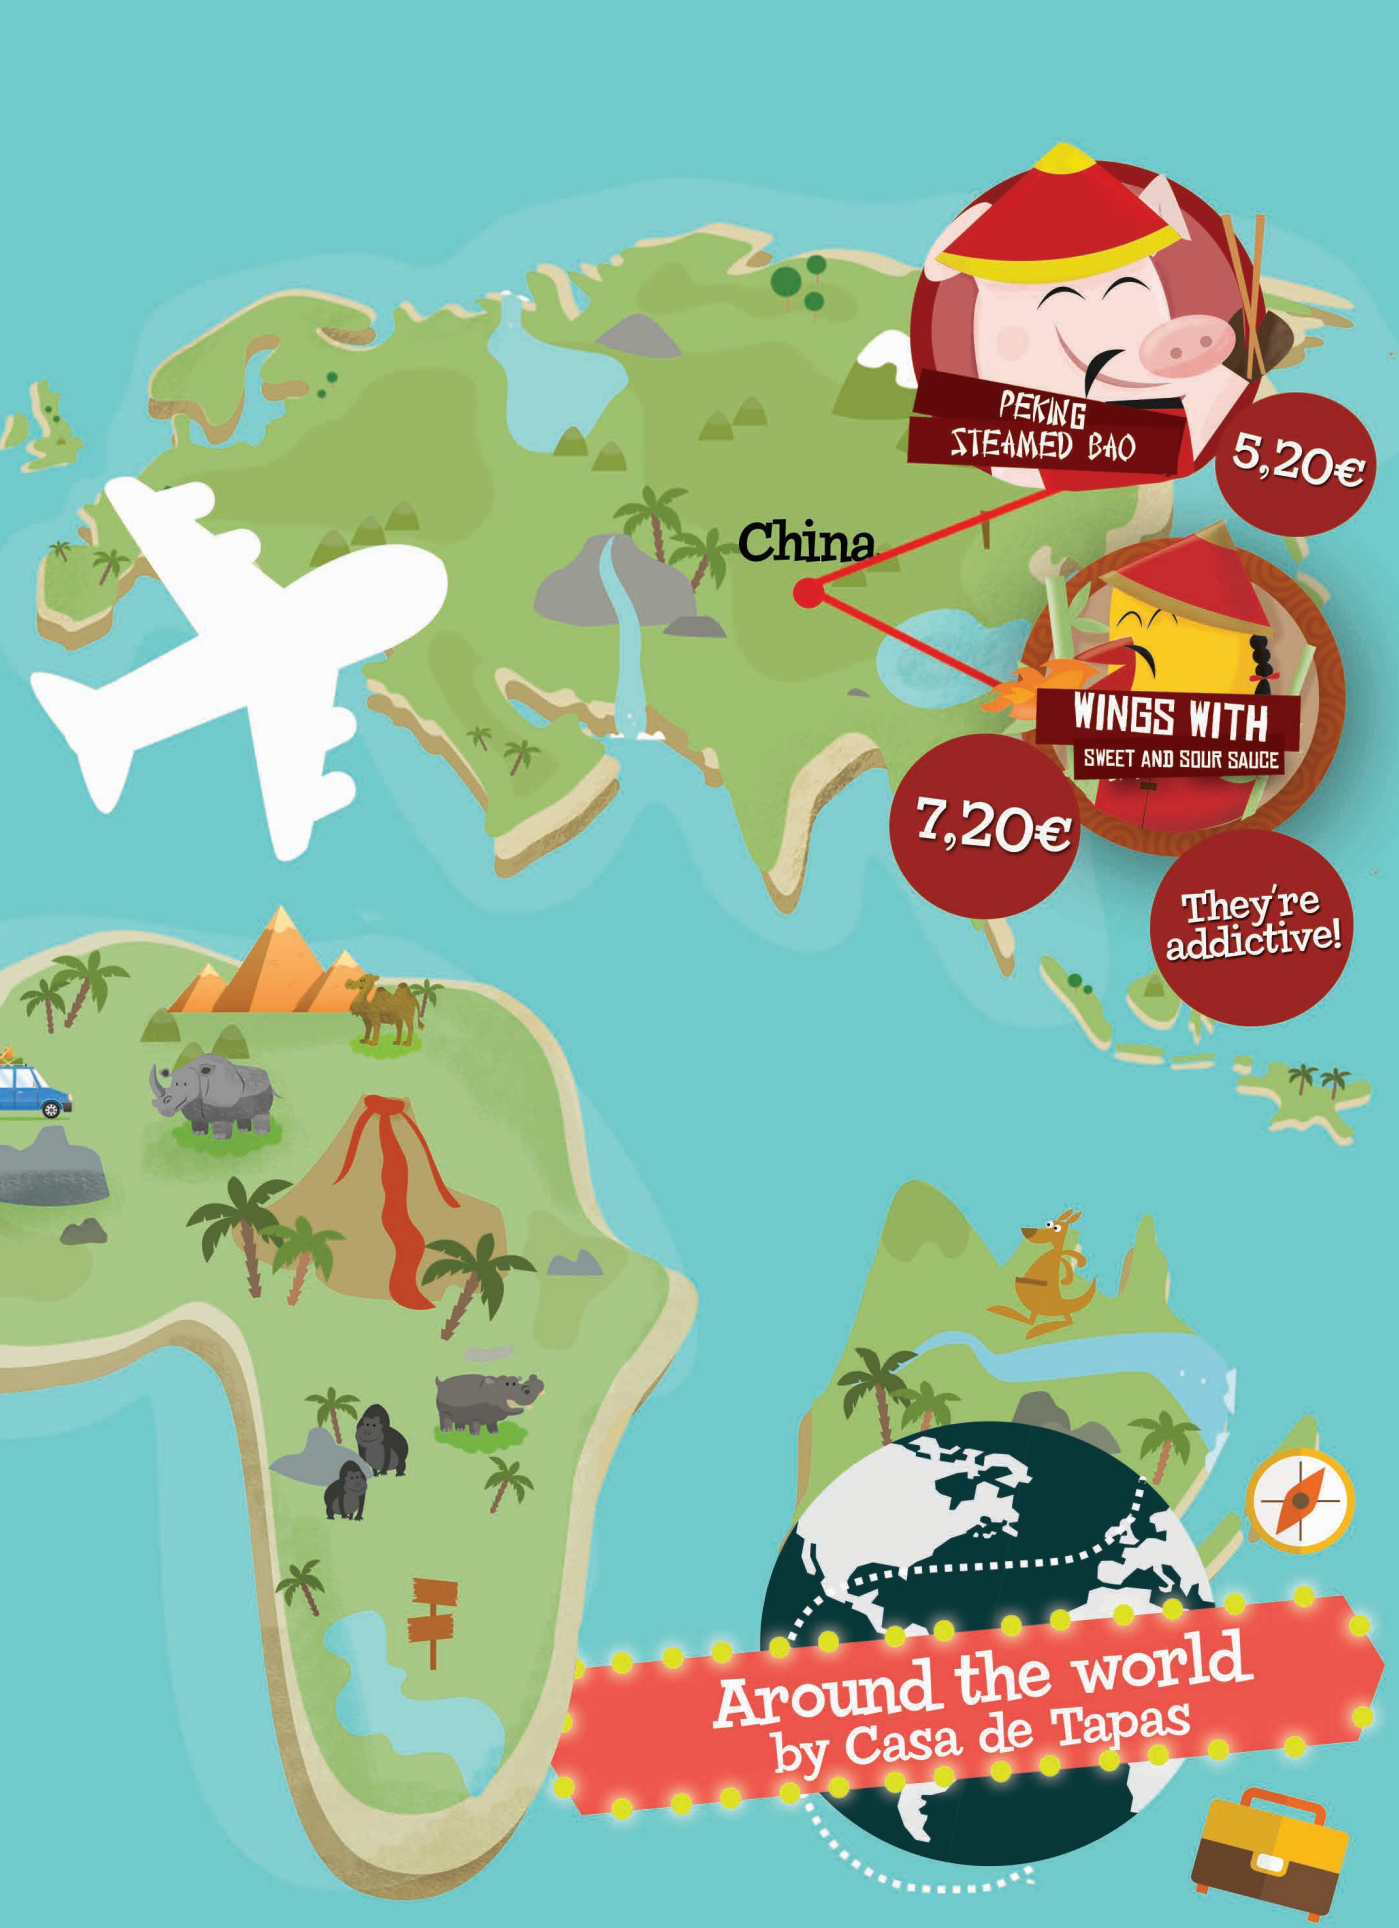 PEKING
STEAMED BAO
5,20€
China
WINGS WITH
SWEET AND SOUR SAUCE
7,20€
They're
addictive!
Around the world
by Casa de Tapas